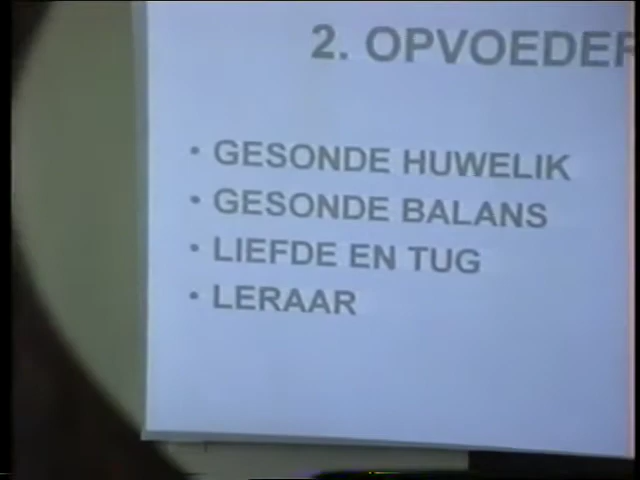 2. OPVOEDER
• GESONDE HUWELIK
• GESONDE BALANS
• LIEFDE EN TUG
• LERAAR